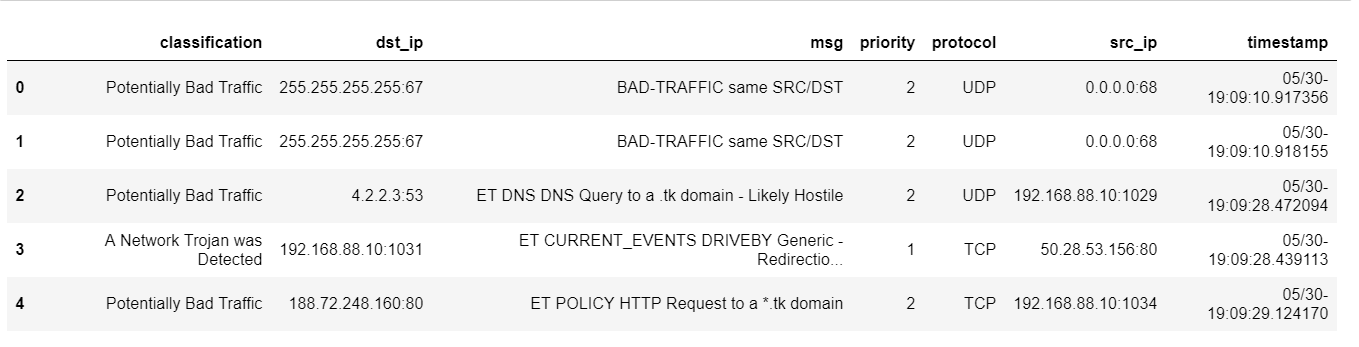 classification dst_ip msg priority protocol src_ip timestamp
0 Potentially Bad Traffic 255.255.255.255:67 BAD-TRAFFIC same SRC/DST 2 UDP 0.0.0.0:68 05/30-
19:09:10.917356
1 Potentially Bad Traffic 255.255.255.255:67 BAD-TRAFFIC same SRC/DST 2 UDP 0.0.0.0:68 05/30-
19:09:10.918155
2 Potentially Bad Traffic 4.2.2.3:53 ET DNS DNS Query to a .tk domain - Likely Hostile 2 UDP 192.168.88.10:1029 05/30-
19:09:28.472094
3 A Network Trojan was
Detected 192.168.88.10:1031 ET CURRENT_EVENTS DRIVEBY Generic -
Redirectio... 1 TCP 50.28.53.156:80 05/30-
19:09:28.439113
4 Potentially Bad Traffic 188.72.248.160:80 ET POLICY HTTP Request to a *.tk domain 2 TCP 192.168.88.10:1034 05/30-
19:09:29.124170